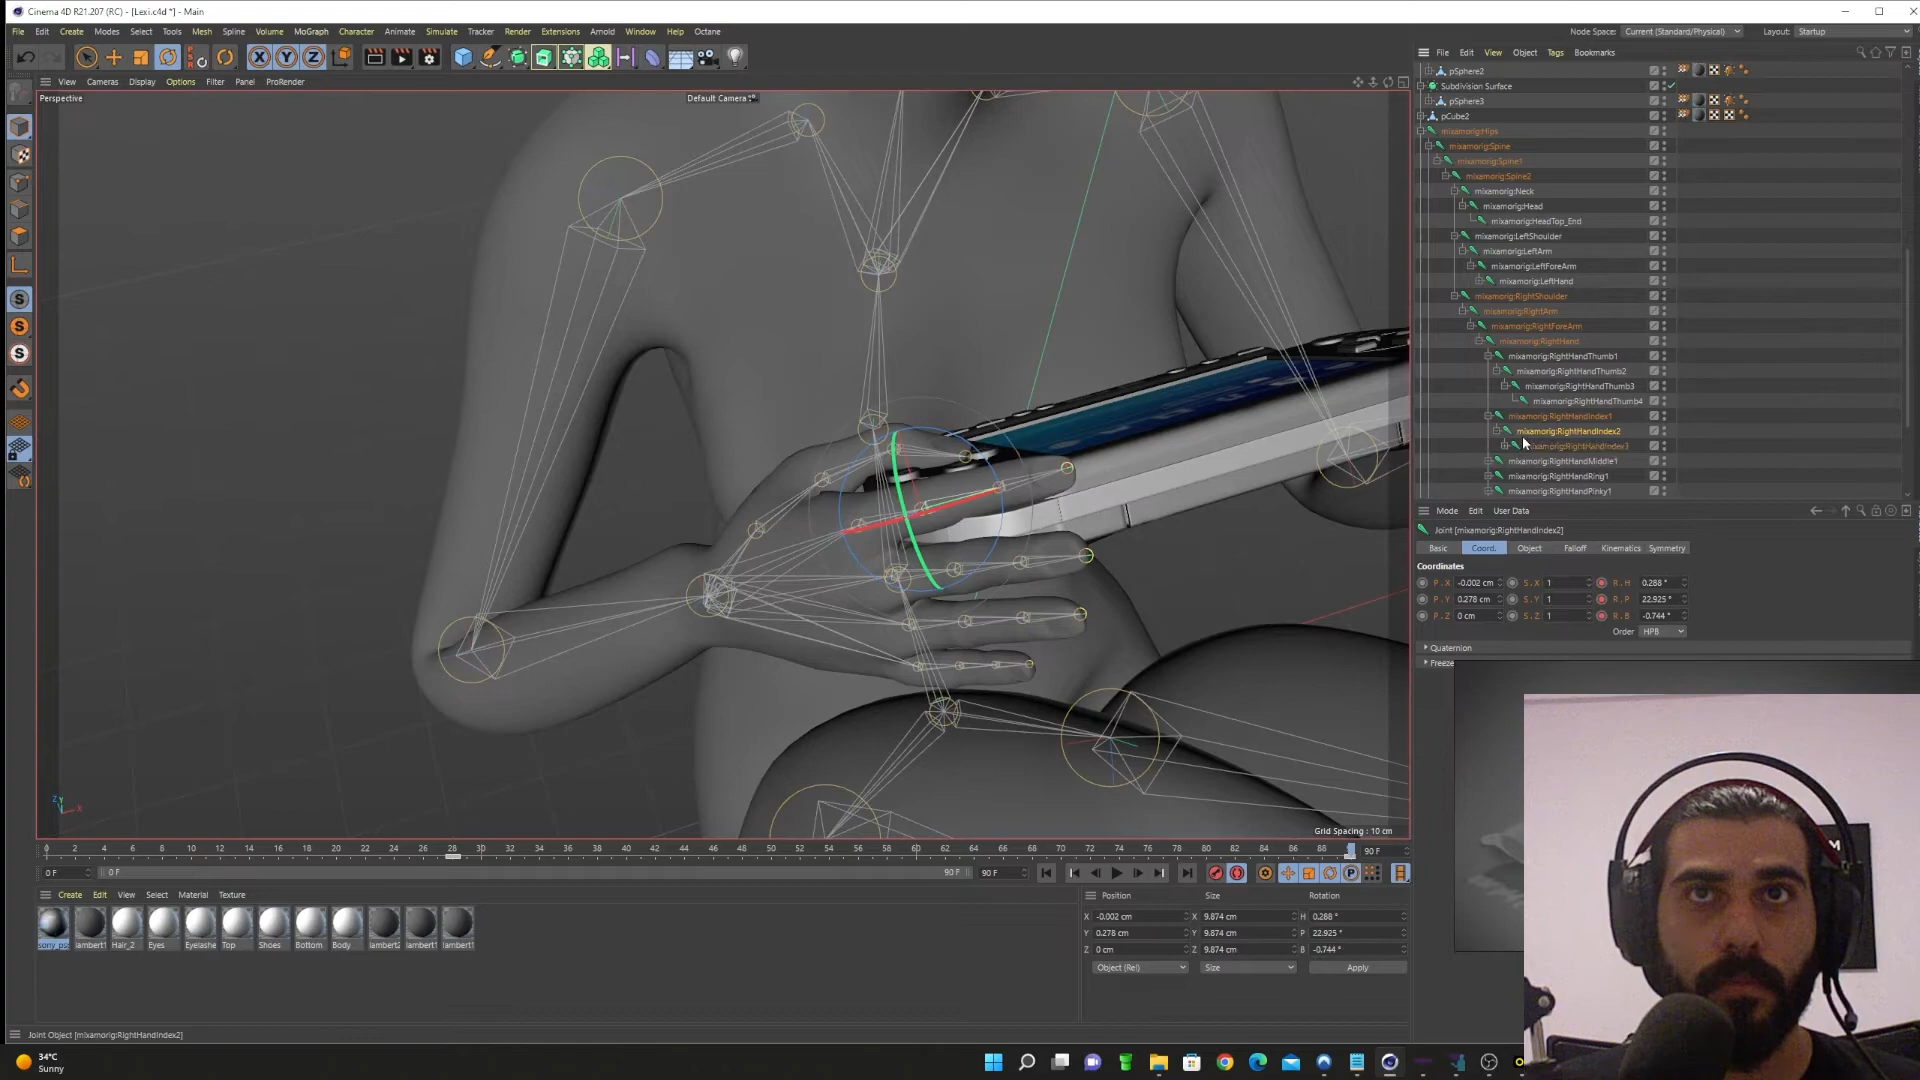 Cinema 4D R21.207 (RC) - [Lexi.c4d *] - Main
File Edit Create Modes Select Tools Mesh Spline Volume MoGraph Character Animate Simulate Tracker Render Extensions Arnold Window Help Octane
Node Space: Current (Standard/Physical) Layout: Startup
File Edit View Object Tags Bookmarks
View Cameras Display Options Filter Panel ProRender
Perspective
Default Camera
pSphere2
Subdivision Surface
pSphere3
pCube2
mixamorig:Hips
mixamorig:Spine
mixamorig:Spine1
mixamorig:Spine2
mixamorig:Neck
mixamorig:Head
mixamorig:HeadTop_End
mixamorig:LeftShoulder
mixamorig:LeftArm
mixamorig:LeftForeArm
mixamorig:LeftHand
mixamorig:RightShoulder
mixamorig:RightArm
mixamorig:RightForeArm
mixamorig:RightHand
mixamorig:RightHandThumb1
mixamorig:RightHandThumb2
mixamorig:RightHandThumb3
mixamorig:RightHandThumb4
mixamorig:RightHandIndex1
mixamorig:RightHandIndex2
mixamorig:RightHandIndex3
mixamorig:RightHandMiddle1
mixamorig:RightHandRing1
mixamorig:RightHandPinky1
Mode Edit User Data
Joint [mixamorig:RightHandIndex2]
Basic Coord. Object Falloff Kinematics Symmetry
Coordinates
P.X -0.002 cm S.X 1 R.H 0.288 °
P.Y 0.278 cm S.Y 1 R.P 22.925 °
P.Z 0 cm S.Z 1 R.B -0.744 °
Order HPB
Quaternion
Freeze
Z Y X
Grid Spacing : 10 cm
0 2 4 6 8 10 12 14 16 18 20 22 24 26 28 30 32 34 36 38 40 42 44 46 48 50 52 54 56 58 60 62 64 66 68 70 72 74 76 78 80 82 84 86 88 90 F
0 F 0 F 90 F 90 F
Create Edit View Select Material Texture
lambert1 Hair_2 Eyes Eyelashe Top Shoes Bottom Body lambert2 lambert1 lambert1
Position Size Rotation
X -0.002 cm X 9.874 cm H 0.288 °
Y 0.278 cm Y 9.874 cm P 22.925 °
Z 0 cm Z 9.874 cm B -0.744 °
Object (Rel) Size Apply
Joint Object [mixamorig:RightHandIndex2]
34°C
Sunny